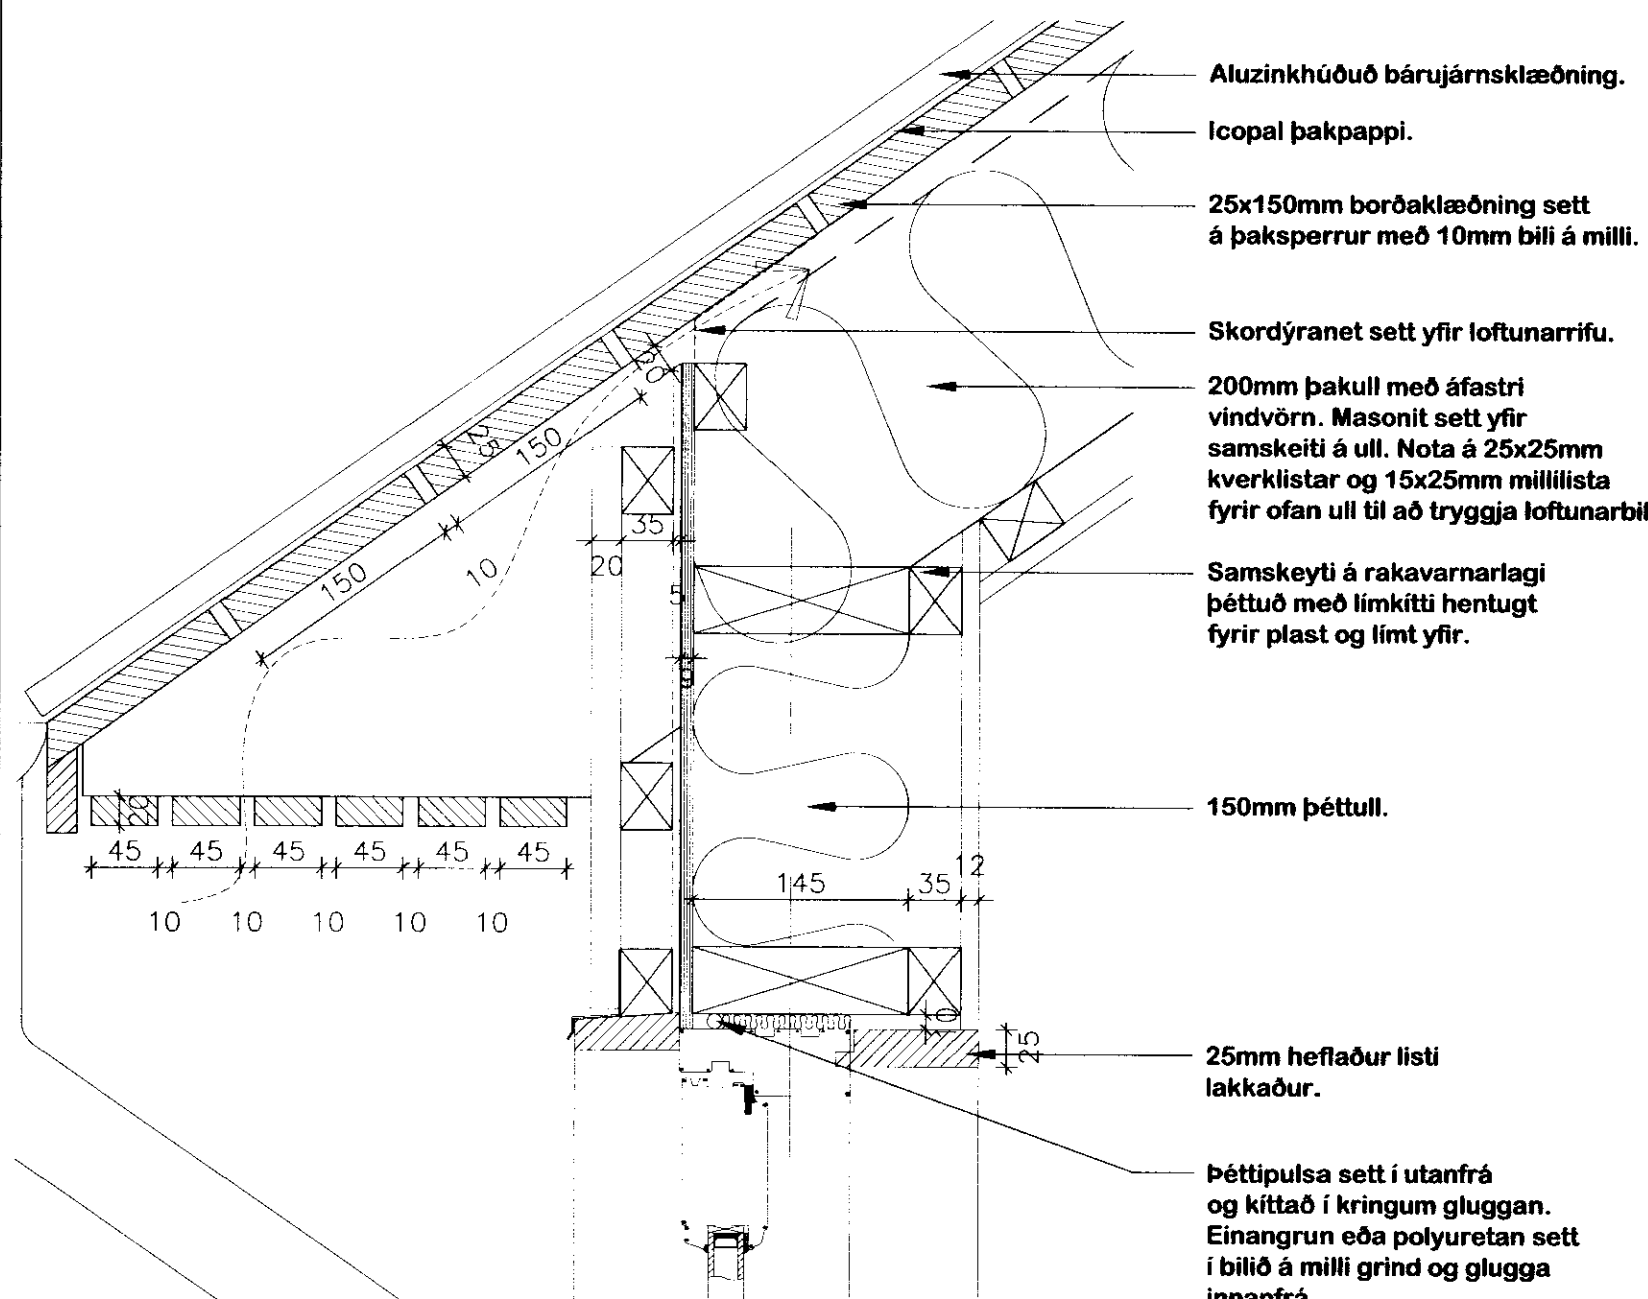 Aluzinkhúðuð bárujárnsklæðning.
Icopal þakpappi.
25x150mm borðaklæðning sett
á þaksperrur með 10mm bili á milli.
Skordýranet sett yfir loftunarrifu.
200mm þakull með áfastri
vindvörn. Masonit sett yfir
samskeiti á ull. Nota á 25x25mm
kverklistar og 15x25mm millilista
fyrir ofan ull til að tryggja loftunarbil
Samskeyti á rakavarnarlagi
þéttuð með límkítti hentugt
fyrir plast og límt yfir.
150mm þéttull.
25mm heflaður listi
lakkaður.
Þéttipulsa sett í utanfrá
og kíttað í kringum gluggan.
Einangrun eða polyuretan sett
í bilið á milli grind og glugga
innanfrá
20
25
150
150
10
35
20
5
20
45 45 45 45 45 45
10 10 10 10 10
145 35 12
10
25